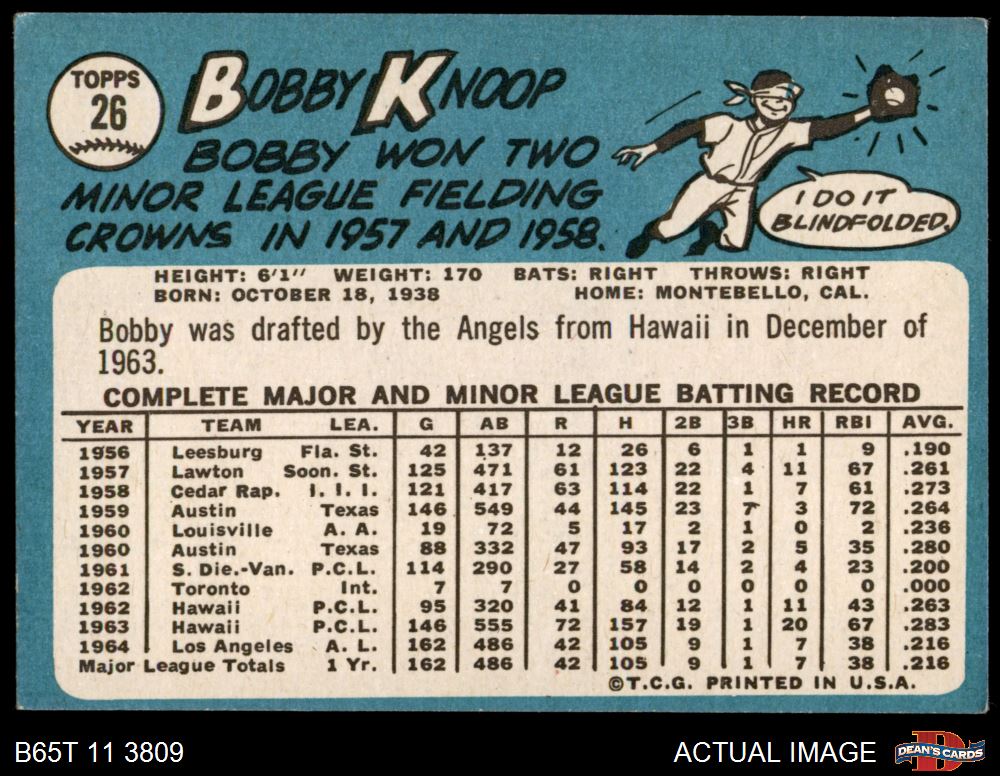 TOPPS
26
BOBBY KNOOP
BOBBY WON TWO
MINOR LEAGUE FIELDING
CROWNS IN 1957 AND 1958.
I DO IT
BLINDFOLDED.
HEIGHT: 6'1" WEIGHT: 170 BATS: RIGHT THROWS: RIGHT
BORN: OCTOBER 18, 1938 HOME: MONTEBELLO, CAL.
Bobby was drafted by the Angels from Hawaii in December of
1963.
COMPLETE MAJOR AND MINOR LEAGUE BATTING RECORD
YEAR TEAM LEA. G AB R H 2B 3B HR RBI AVG.
1956 Leesburg Fla. St. 42 137 12 26 6 1 1 9 .190
1957 Lawton Soon. St. 125 471 61 123 22 4 11 67 .261
1958 Cedar Rap. I. I. I. 121 417 63 114 22 1 7 61 .273
1959 Austin Texas 146 549 44 145 23 7 3 72 .264
1960 Louisville A. A. 19 72 5 17 2 1 0 2 .236
1960 Austin Texas 88 332 47 93 17 2 5 35 .280
1961 S. Die.-Van. P.C.L. 114 290 27 58 14 2 4 23 .200
1962 Toronto Int. 7 7 0 0 0 0 0 0 .000
1962 Hawaii P.C.L. 95 320 41 84 12 1 11 43 .263
1963 Hawaii P.C.L. 146 555 72 157 19 1 20 67 .283
1964 Los Angeles A. L. 162 486 42 105 9 1 7 38 .216
Major League Totals 1 Yr. 162 486 42 105 9 1 7 38 .216
©T.C.G. PRINTED IN U.S.A.
B65T 11 3809
ACTUAL IMAGE
D
DEAN'S CARDS